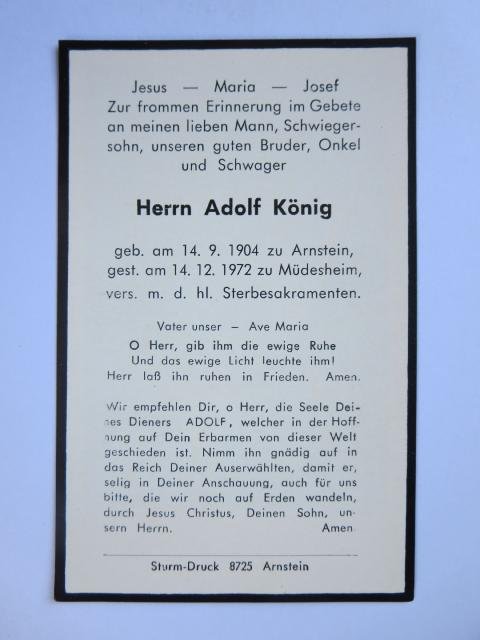 Jesus — Maria — Josef
Zur frommen Erinnerung im Gebete
an meinen lieben Mann, Schwieger-
sohn, unseren guten Bruder, Onkel
und Schwager
Herrn Adolf König
geb. am 14. 9. 1904 zu Arnstein,
gest. am 14. 12. 1972 zu Müdesheim,
vers. m. d. hl. Sterbesakramenten.
Vater unser – Ave Maria
O Herr, gib ihm die ewige Ruhe
Und das ewige Licht leuchte ihm!
Herr laß ihn ruhen in Frieden. Amen.
Wir empfehlen Dir, o Herr, die Seele Dei-
nes Dieners ADOLF, welcher in der Hoff-
nung auf Dein Erbarmen von dieser Welt
geschieden ist. Nimm ihn gnädig auf in
das Reich Deiner Auserwählten, damit er,
selig in Deiner Anschauung, auch für uns
bitte, die wir noch auf Erden wandeln,
durch Jesus Christus, Deinen Sohn, un-
sern Herrn. Amen
Sturm-Druck 8725 Arnstein